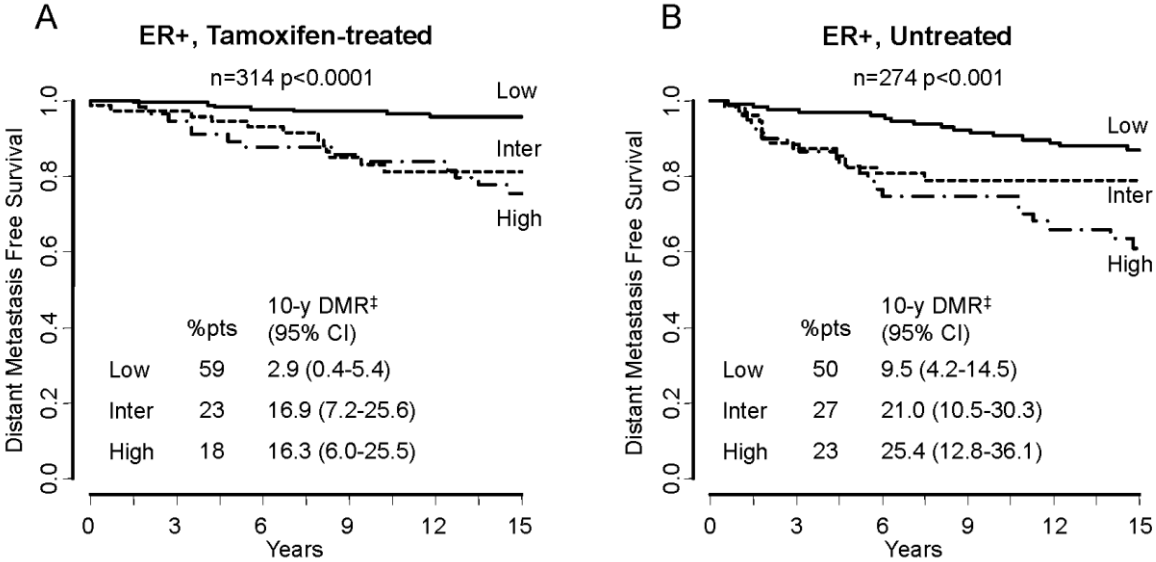 A
ER+, Tamoxifen-treated
n=314 p<0.0001
Distant Metastasis Free Survival
1.0
0.8
0.6
0.4
0.2
0.0
Low
Inter
High
%pts 10-y DMR‡ (95% CI)
Low 59 2.9 (0.4-5.4)
Inter 23 16.9 (7.2-25.6)
High 18 16.3 (6.0-25.5)
0 3 6 9 12 15
Years
B
ER+, Untreated
n=274 p<0.001
Distant Metastasis Free Survival
1.0
0.8
0.6
0.4
0.2
0.0
Low
Inter
High
%pts 10-y DMR‡ (95% CI)
Low 50 9.5 (4.2-14.5)
Inter 27 21.0 (10.5-30.3)
High 23 25.4 (12.8-36.1)
0 3 6 9 12 15
Years